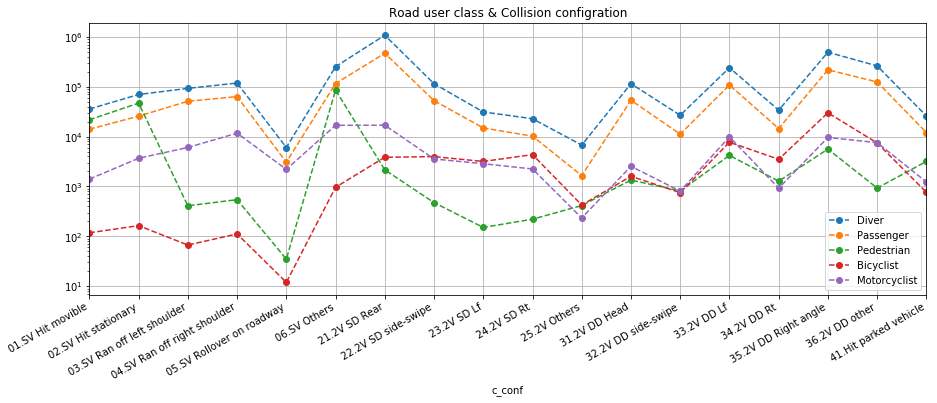 Road user class & Collision configration
10⁶
10⁵
10⁴
10³
10²
10¹
Diver
Passenger
Pedestrian
Bicyclist
Motorcyclist
01.SV Hit movible
02.SV Hit stationary
03.SV Ran off left shoulder
04.SV Ran off right shoulder
05.SV Rollover on roadway
06.SV Others
21.2V SD Rear
22.2V SD side-swipe
23.2V SD Lf
24.2V SD Rt
25.2V Others
31.2V DD Head
32.2V DD side-swipe
33.2V DD Lf
34.2V DD Rt
35.2V DD Right angle
36.2V DD other
41.Hit parked vehicle
c_conf